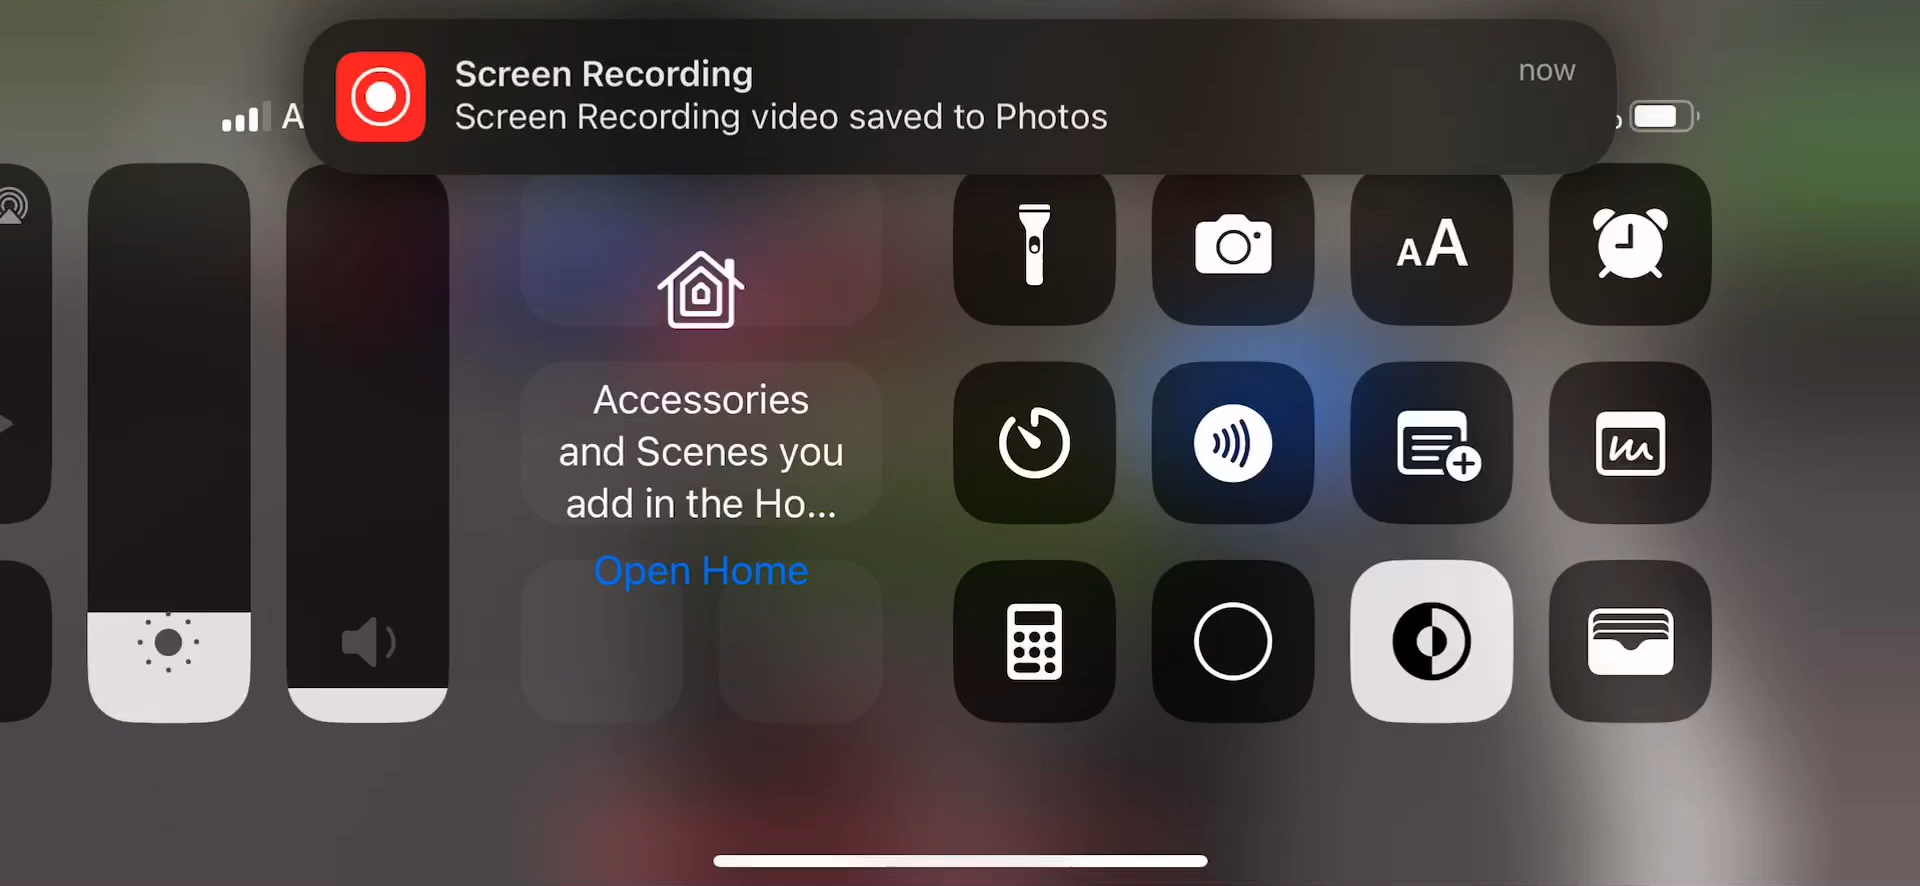 Screen Recording
now
Screen Recording video saved to Photos
A
AA
Accessories
and Scenes you
add in the Ho...
Open Home